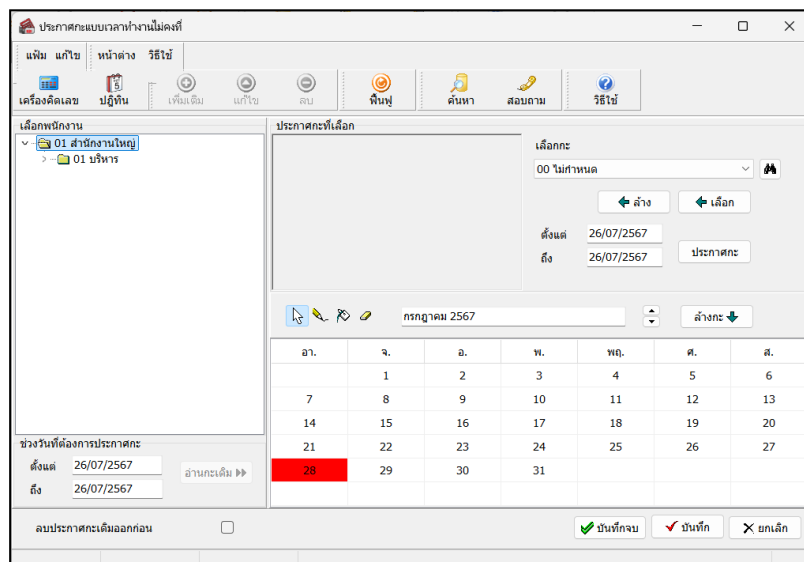 ประกาศกะแบบเวลาทำงานไม่คงที่
แฟ้ม แก้ไข หน้าต่าง วิธีใช้
เครื่องคิดเลข ปฏิทิน เพิ่มเติม แก้ไข ลบ ฟื้นฟู ค้นหา สอบถาม วิธีใช้
เลือกพนักงาน
01 สำนักงานใหญ่
01 บริหาร
ประกาศกะที่เลือก
เลือกกะ
00 ไม่กำหนด
ล้าง เลือก
ตั้งแต่ 26/07/2567
ถึง 26/07/2567 ประกาศกะ
กรกฎาคม 2567 ล้างกะ
อา. จ. อ. พ. พฤ. ศ. ส.
1 2 3 4 5 6
7 8 9 10 11 12 13
14 15 16 17 18 19 20
21 22 23 24 25 26 27
28 29 30 31
ช่วงวันที่ต้องการประกาศกะ
ตั้งแต่ 26/07/2567 อ่านกะเดิม
ถึง 26/07/2567
ลบประกาศกะเดิมออกก่อน บันทึกจบ บันทึก ยกเลิก